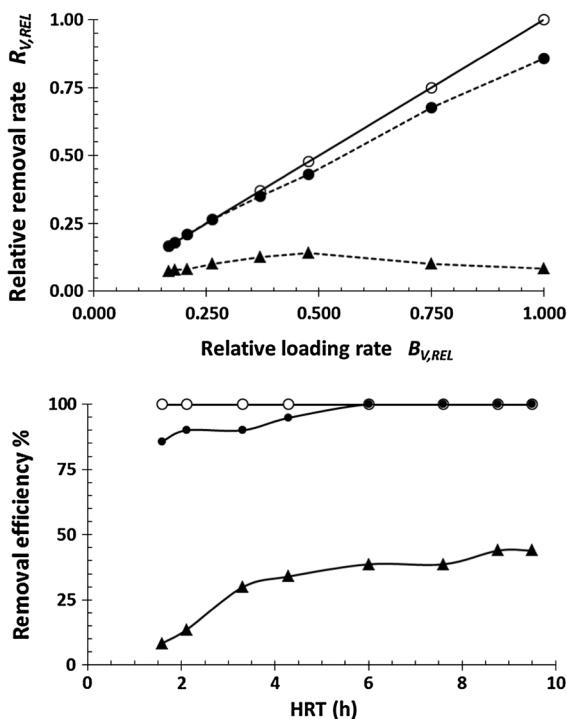 1.00
0.75
0.50
0.25
0.00
Relative removal rate R_V,REL
0.000 0.250 0.500 0.750 1.000
Relative loading rate B_V,REL
100
75
50
25
0
Removal efficiency %
0 2 4 6 8 10
HRT (h)